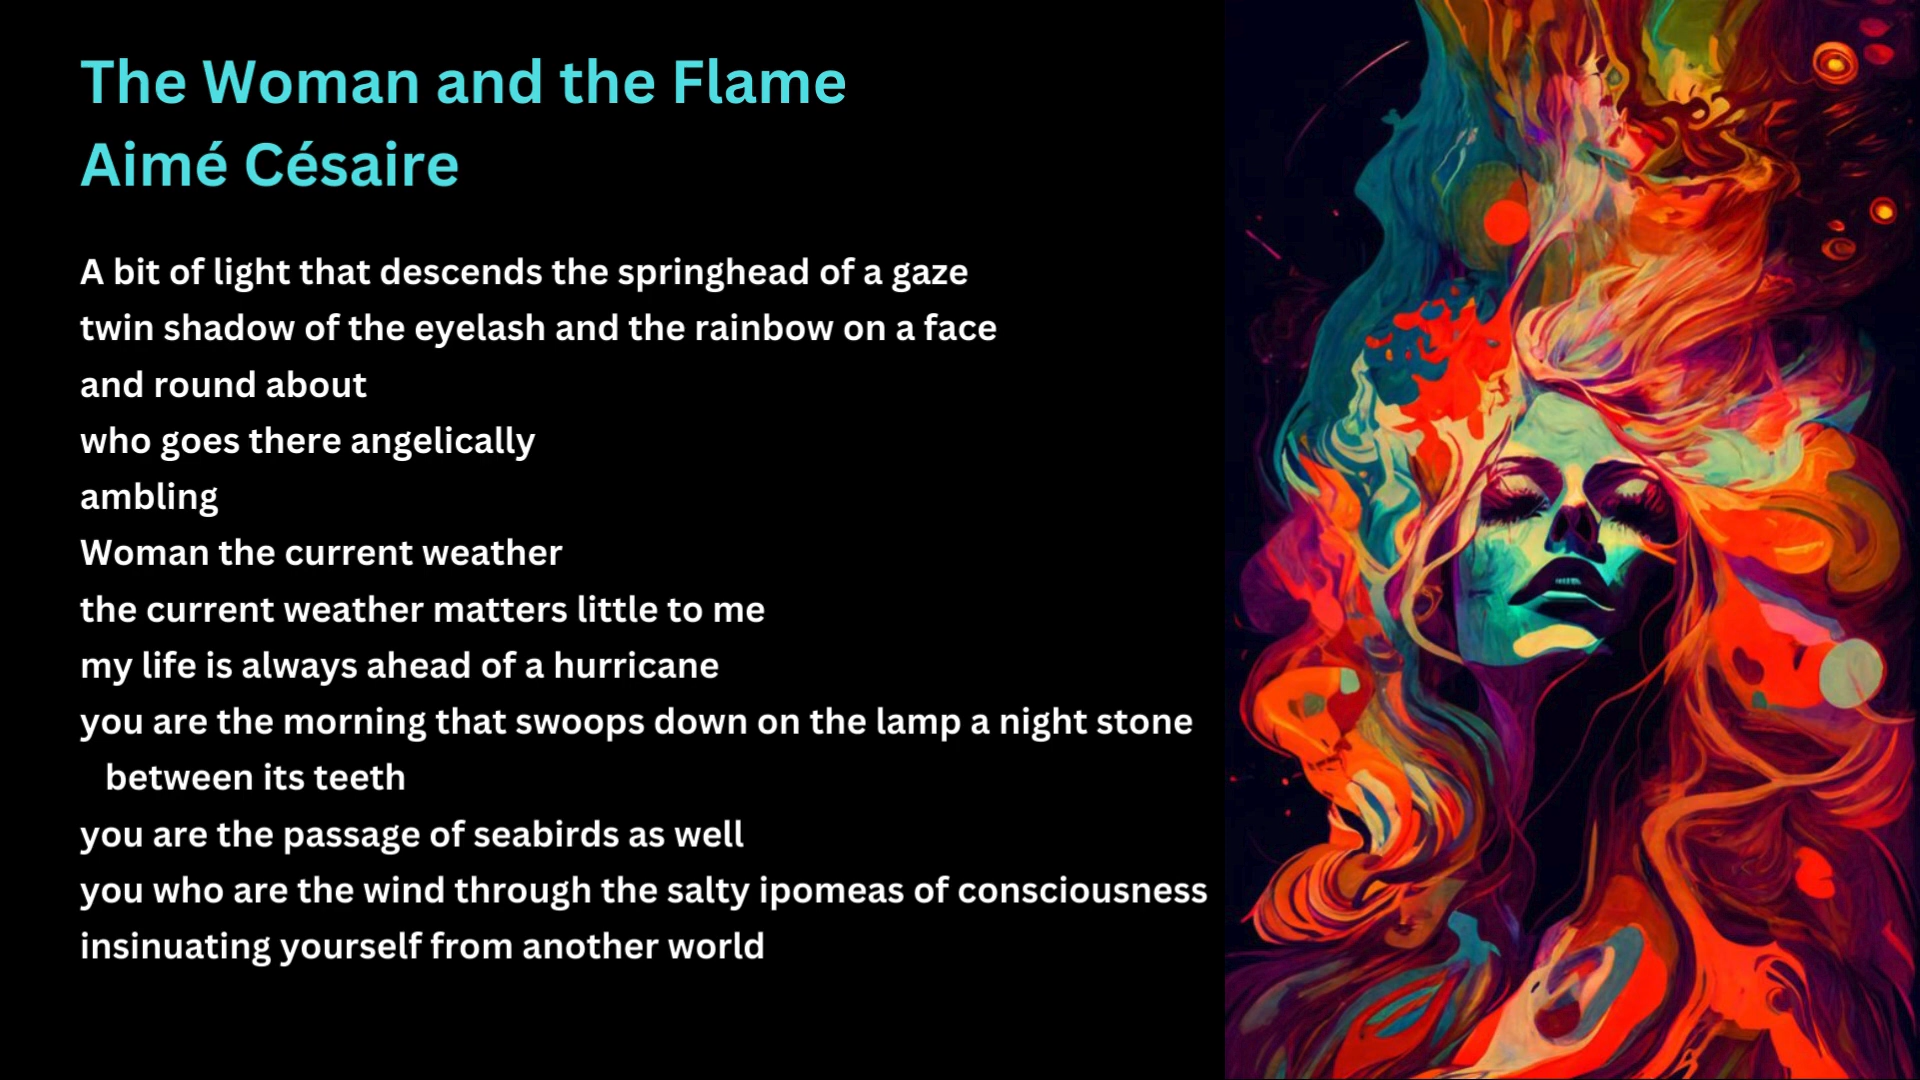 The Woman and the Flame
Aimé Césaire
A bit of light that descends the springhead of a gaze
twin shadow of the eyelash and the rainbow on a face
and round about
who goes there angelically
ambling
Woman the current weather
the current weather matters little to me
my life is always ahead of a hurricane
you are the morning that swoops down on the lamp a night stone
between its teeth
you are the passage of seabirds as well
you who are the wind through the salty ipomeas of consciousness
insinuating yourself from another world